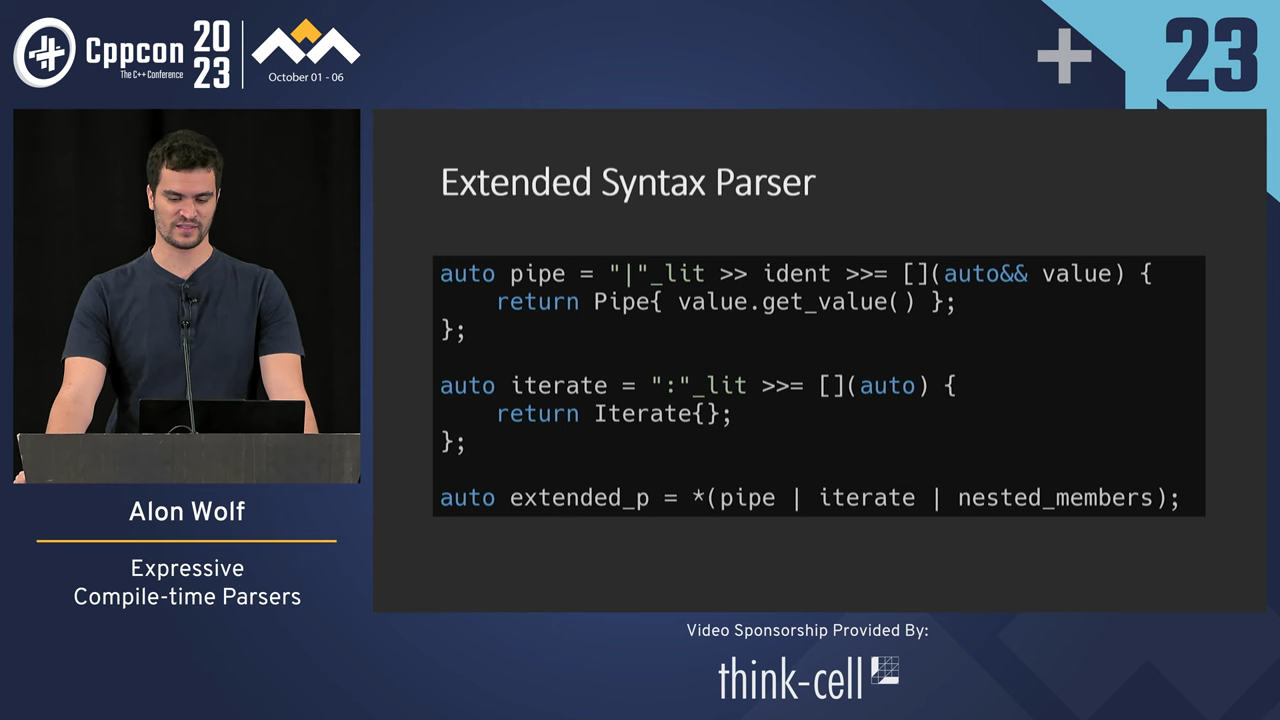 Cppcon
The C++ Conference
20
23
October 01 - 06
23
Extended Syntax Parser
auto pipe = "|"_lit >> ident >>= [](auto&& value) {
    return Pipe{ value.get_value() };
};
auto iterate = ":"_lit >>= [](auto) {
    return Iterate{};
};
auto extended_p = *(pipe | iterate | nested_members);
Alon Wolf
Expressive
Compile-time Parsers
Video Sponsorship Provided By:
think-cell